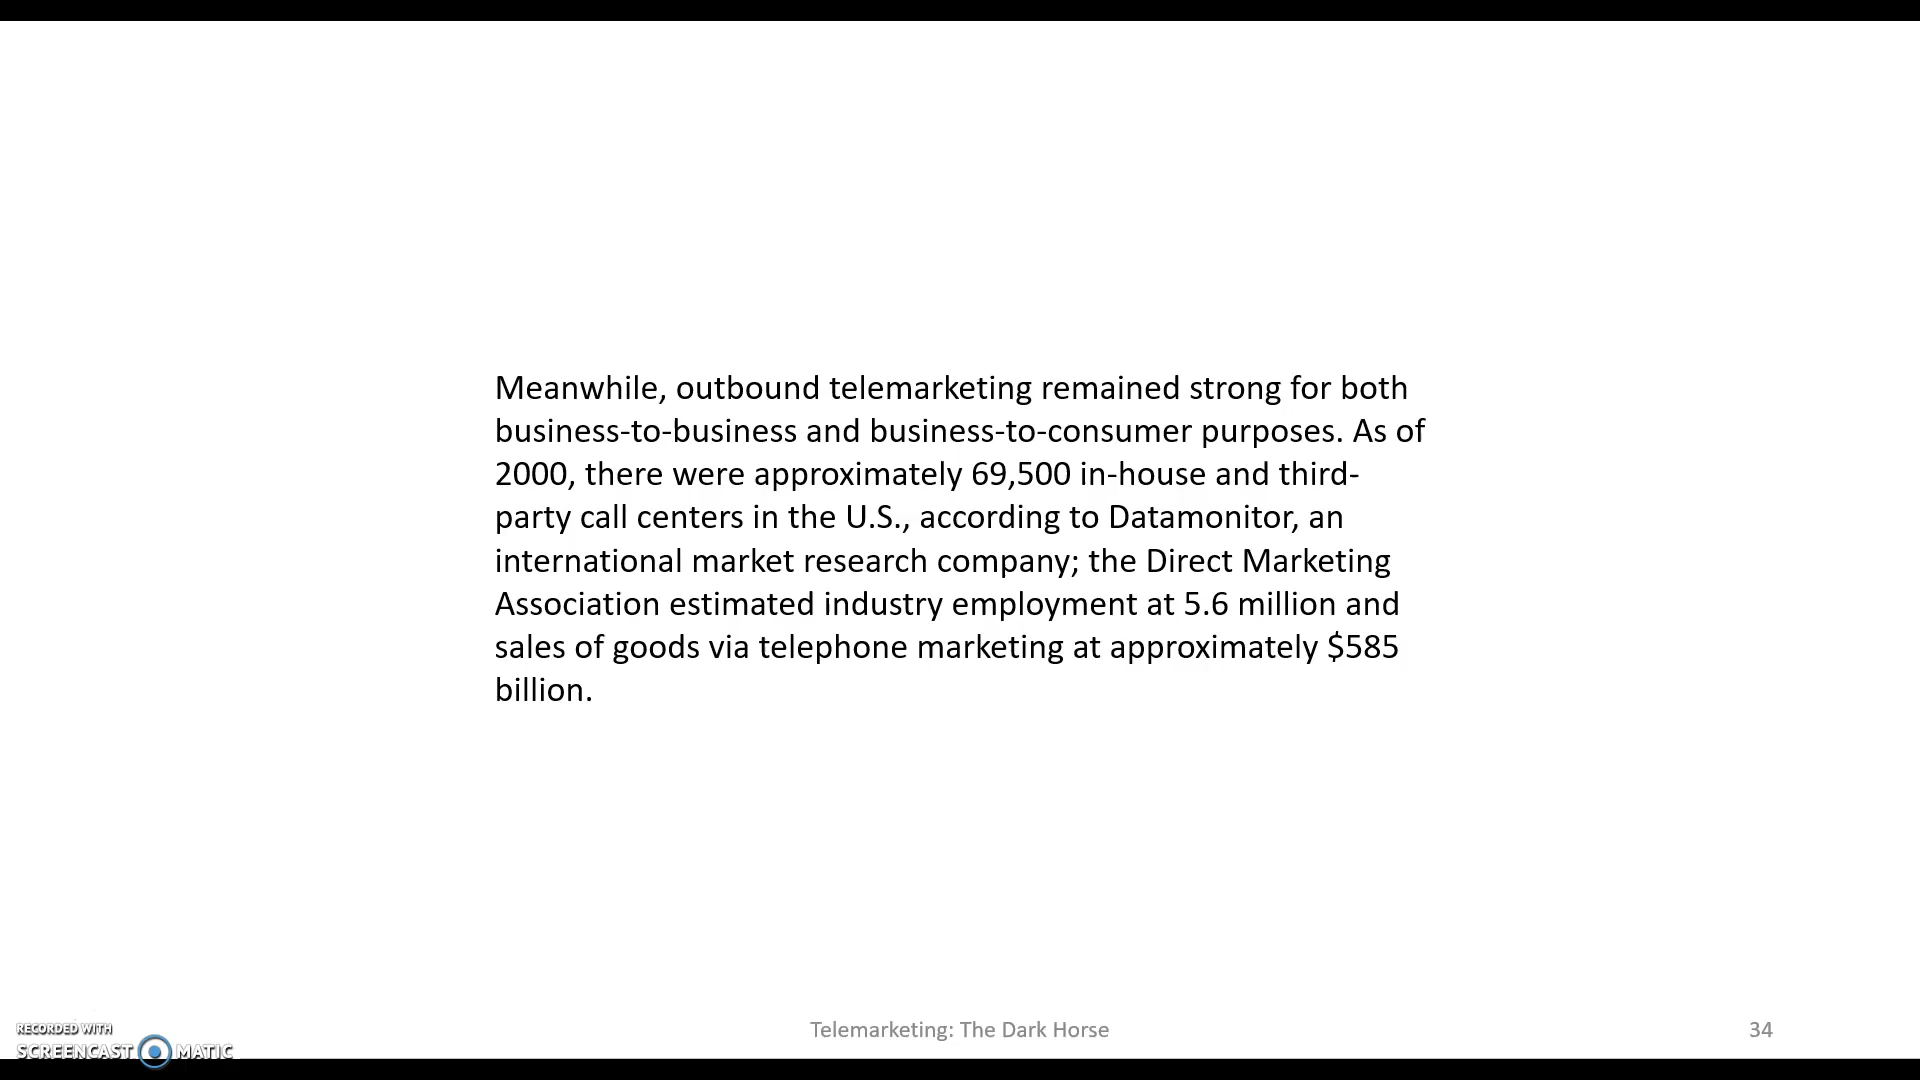 Meanwhile, outbound telemarketing remained strong for both
business-to-business and business-to-consumer purposes. As of
2000, there were approximately 69,500 in-house and third-
party call centers in the U.S., according to Datamonitor, an
international market research company; the Direct Marketing
Association estimated industry employment at 5.6 million and
sales of goods via telephone marketing at approximately $585
billion.
Telemarketing: The Dark Horse
34
RECORDED WITH
SCREENCAST MATIC